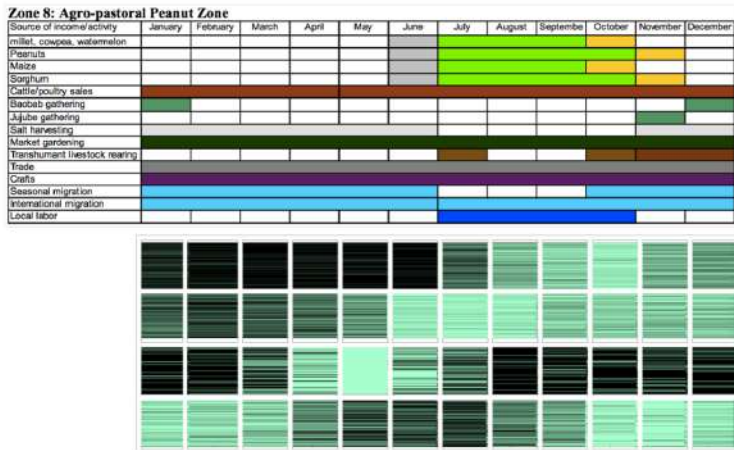 Zone 8: Agro-pastoral Peanut Zone
Source of income/activity January February March April May June July August Septembe October November December
millet, cowpea, watermelon
Peanuts
Maize
Sorghum
Cattle/poultry sales
Baobab gathering
Jujube gathering
Salt harvesting
Market gardening
Transhumant livestock rearing
Trade
Crafts
Seasonal migration
International migration
Local labor